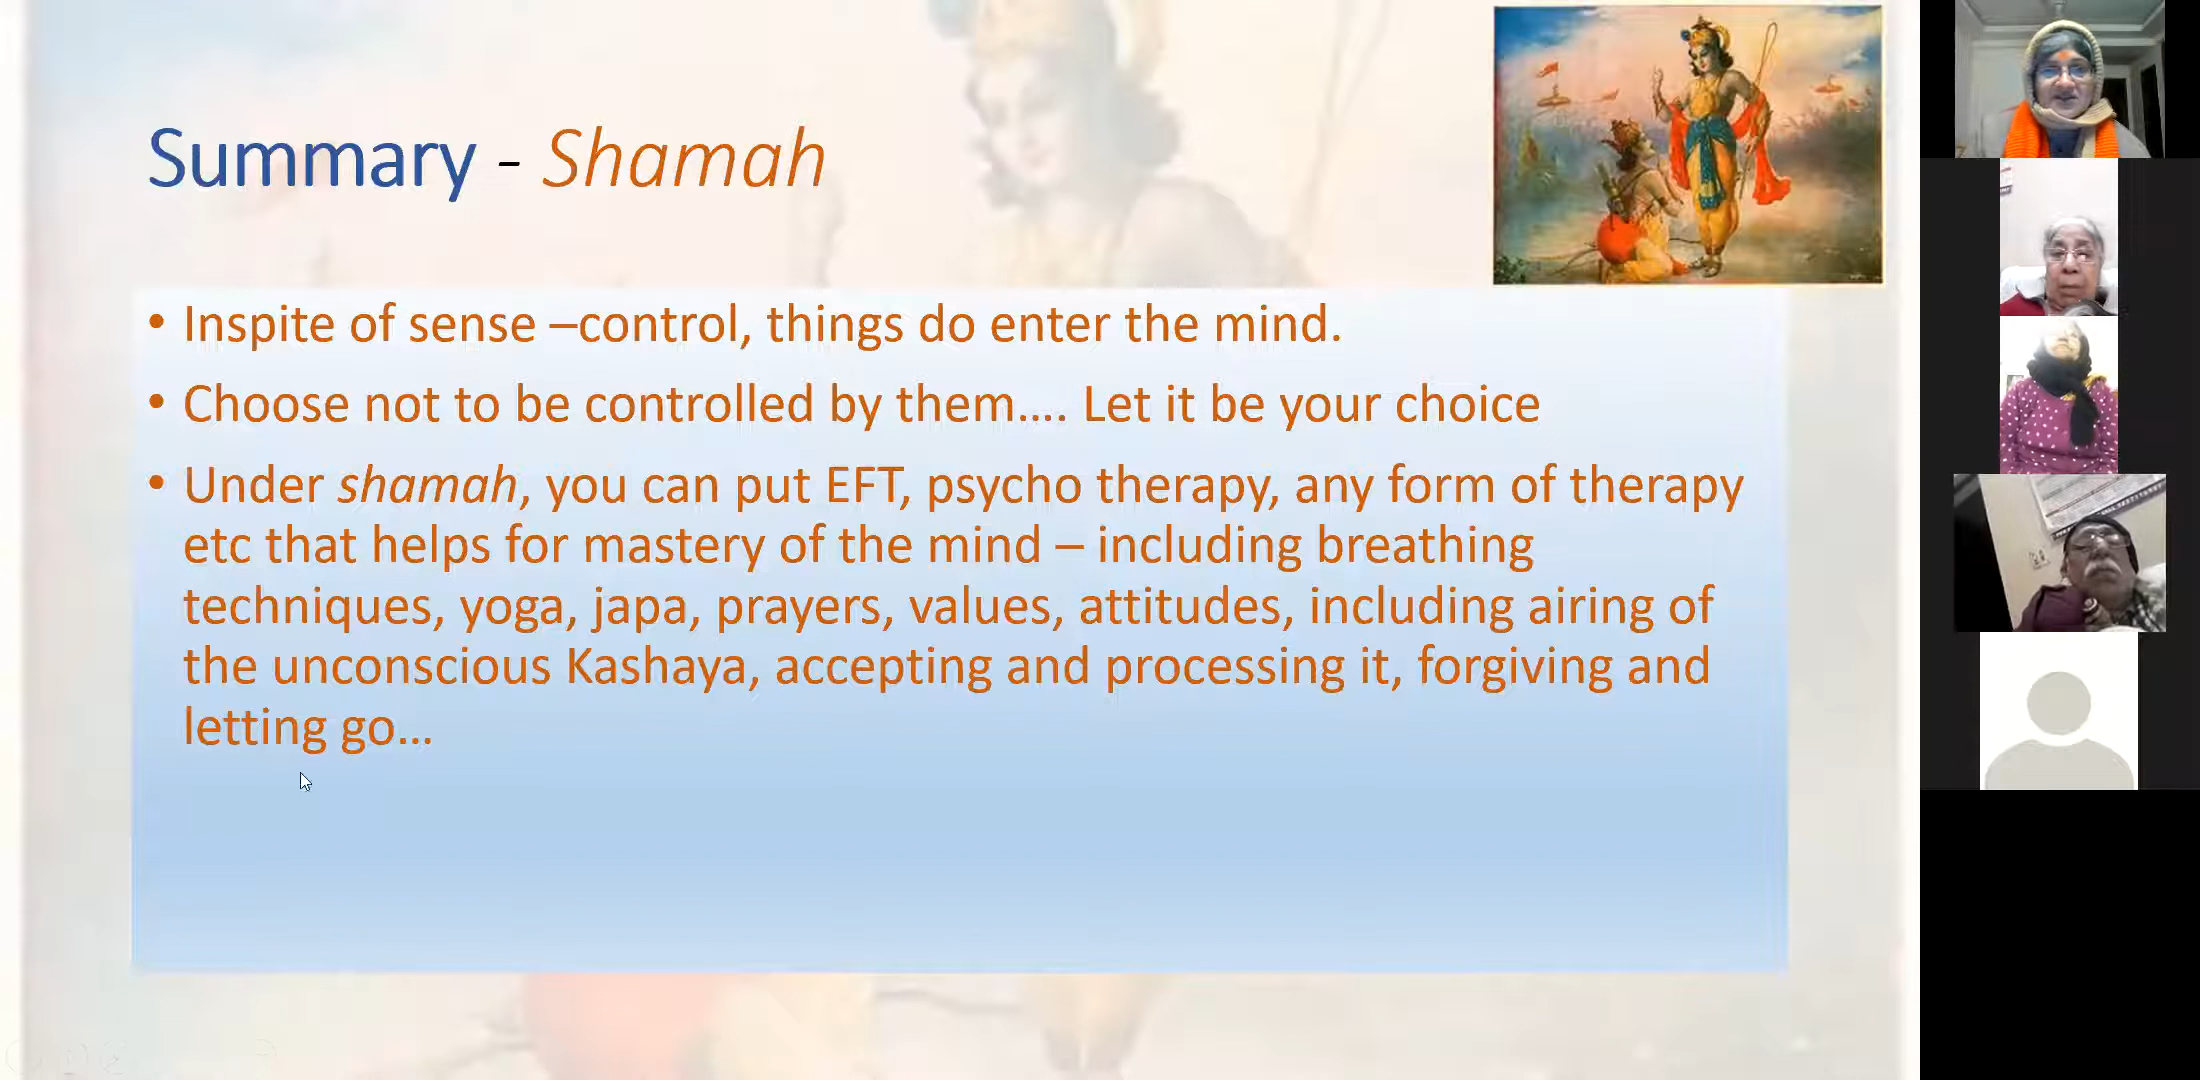 Summary - Shamah
• Inspite of sense –control, things do enter the mind.
• Choose not to be controlled by them.... Let it be your choice
• Under shamah, you can put EFT, psycho therapy, any form of therapy
etc that helps for mastery of the mind – including breathing
techniques, yoga, japa, prayers, values, attitudes, including airing of
the unconscious Kashaya, accepting and processing it, forgiving and
letting go...